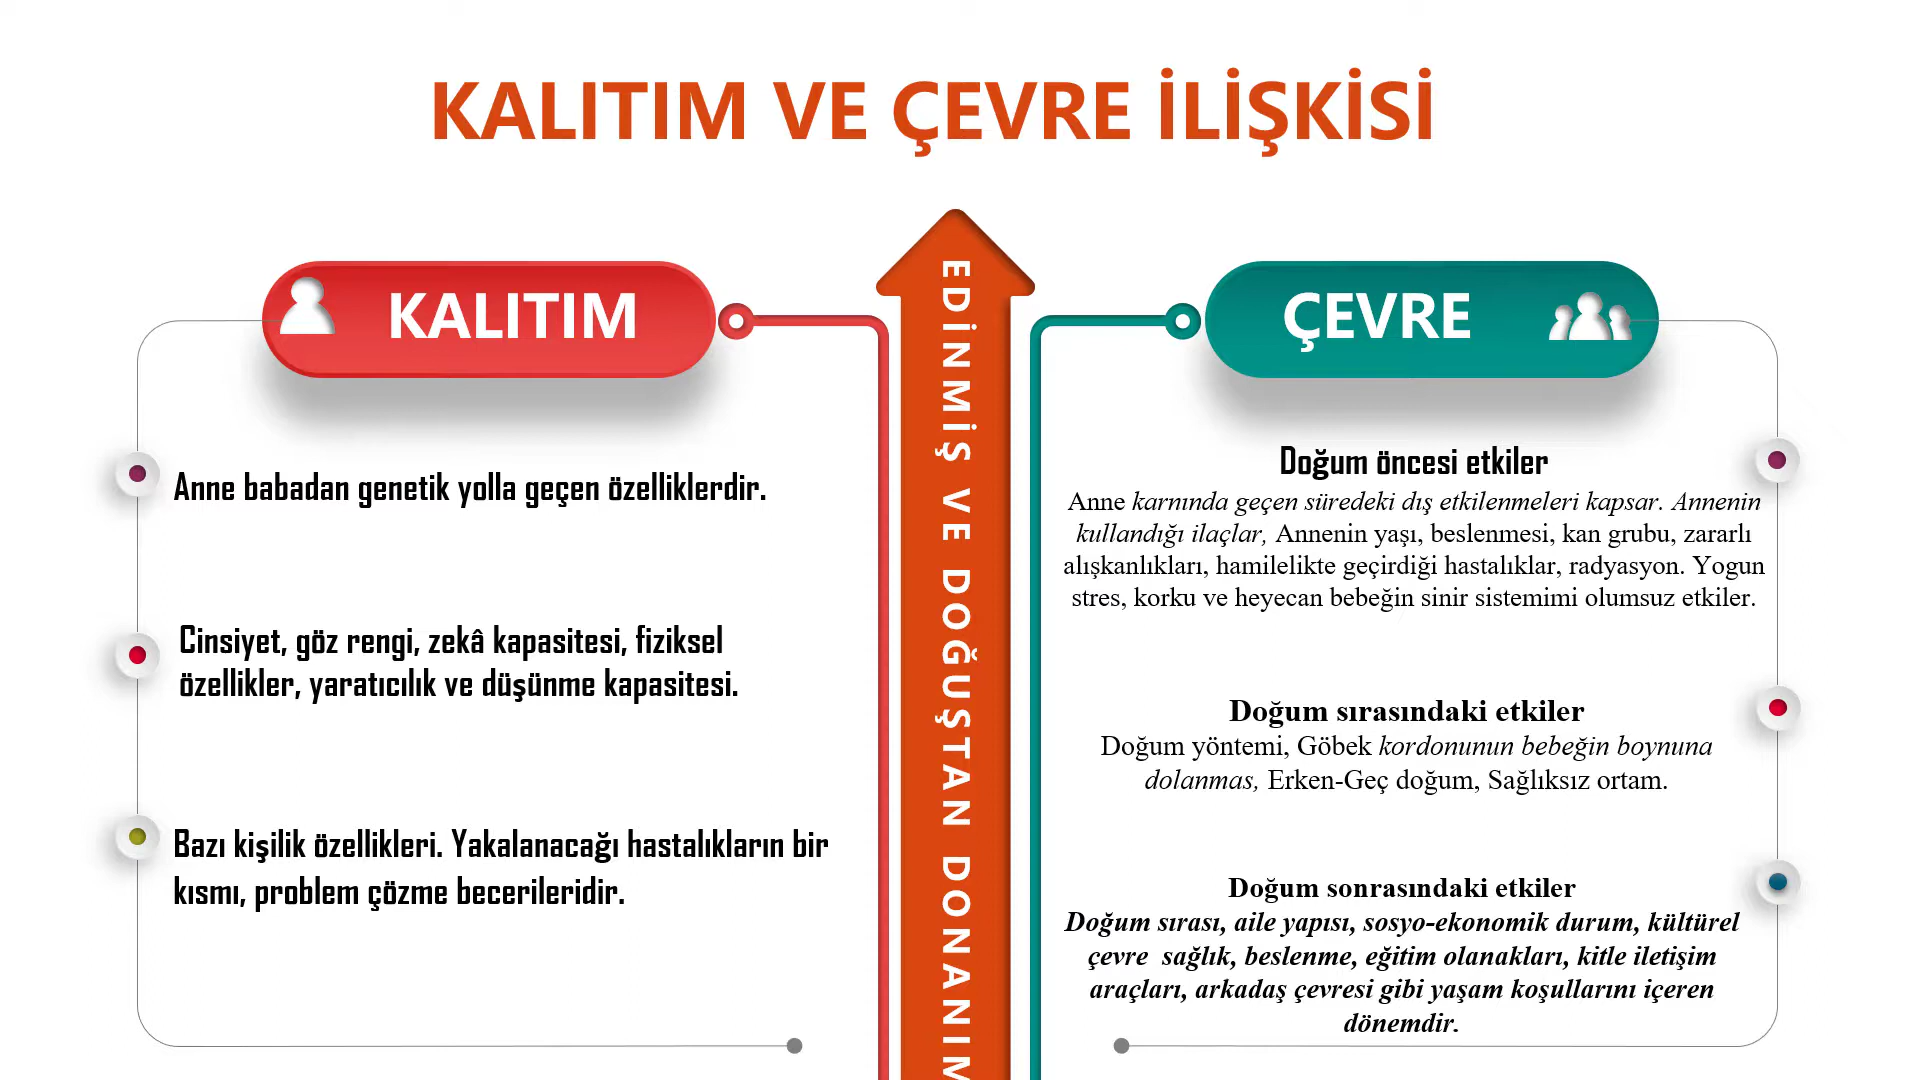 KALITIM VE ÇEVRE İLİŞKİSİ
KALITIM
Anne babadan genetik yolla geçen özelliklerdir.
Cinsiyet, göz rengi, zekâ kapasitesi, fiziksel
özellikler, yaratıcılık ve düşünme kapasitesi.
Bazı kişilik özellikleri. Yakalanacağı hastalıkların bir
kısmı, problem çözme becerileridir.
EDİNMİŞ VE DOĞUŞTAN DONANIM
ÇEVRE
Doğum öncesi etkiler
Anne karnında geçen süredeki dış etkilenmeleri kapsar. Annenin
kullandığı ilaçlar, Annenin yaşı, beslenmesi, kan grubu, zararlı
alışkanlıkları, hamilelikte geçirdiği hastalıklar, radyasyon. Yogun
stres, korku ve heyecan bebeğin sinir sistemimi olumsuz etkiler.
Doğum sırasındaki etkiler
Doğum yöntemi, Göbek kordonunun bebeğin boynuna
dolanmas, Erken-Geç doğum, Sağlıksız ortam.
Doğum sonrasındaki etkiler
Doğum sırası, aile yapısı, sosyo-ekonomik durum, kültürel
çevre sağlık, beslenme, eğitim olanakları, kitle iletişim
araçları, arkadaş çevresi gibi yaşam koşullarını içeren
dönemdir.